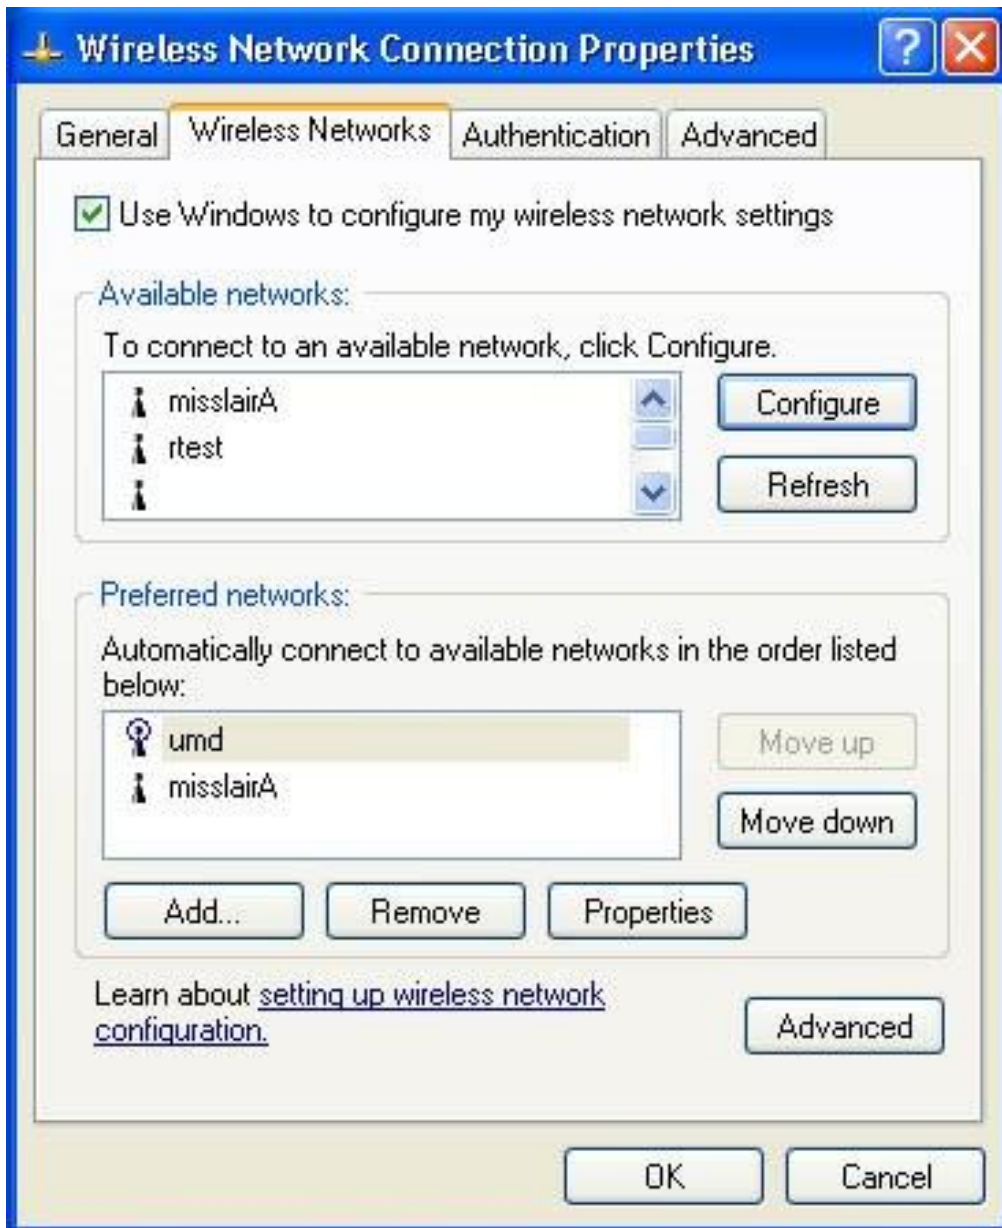 Wireless Network Connection Properties
General Wireless Networks Authentication Advanced
Use Windows to configure my wireless network settings
Available networks:
To connect to an available network, click Configure.
misslairA
rtest
Configure
Refresh
Preferred networks:
Automatically connect to available networks in the order listed
below:
umd
misslairA
Move up
Move down
Add... Remove Properties
Learn about setting up wireless network
configuration.
Advanced
OK Cancel